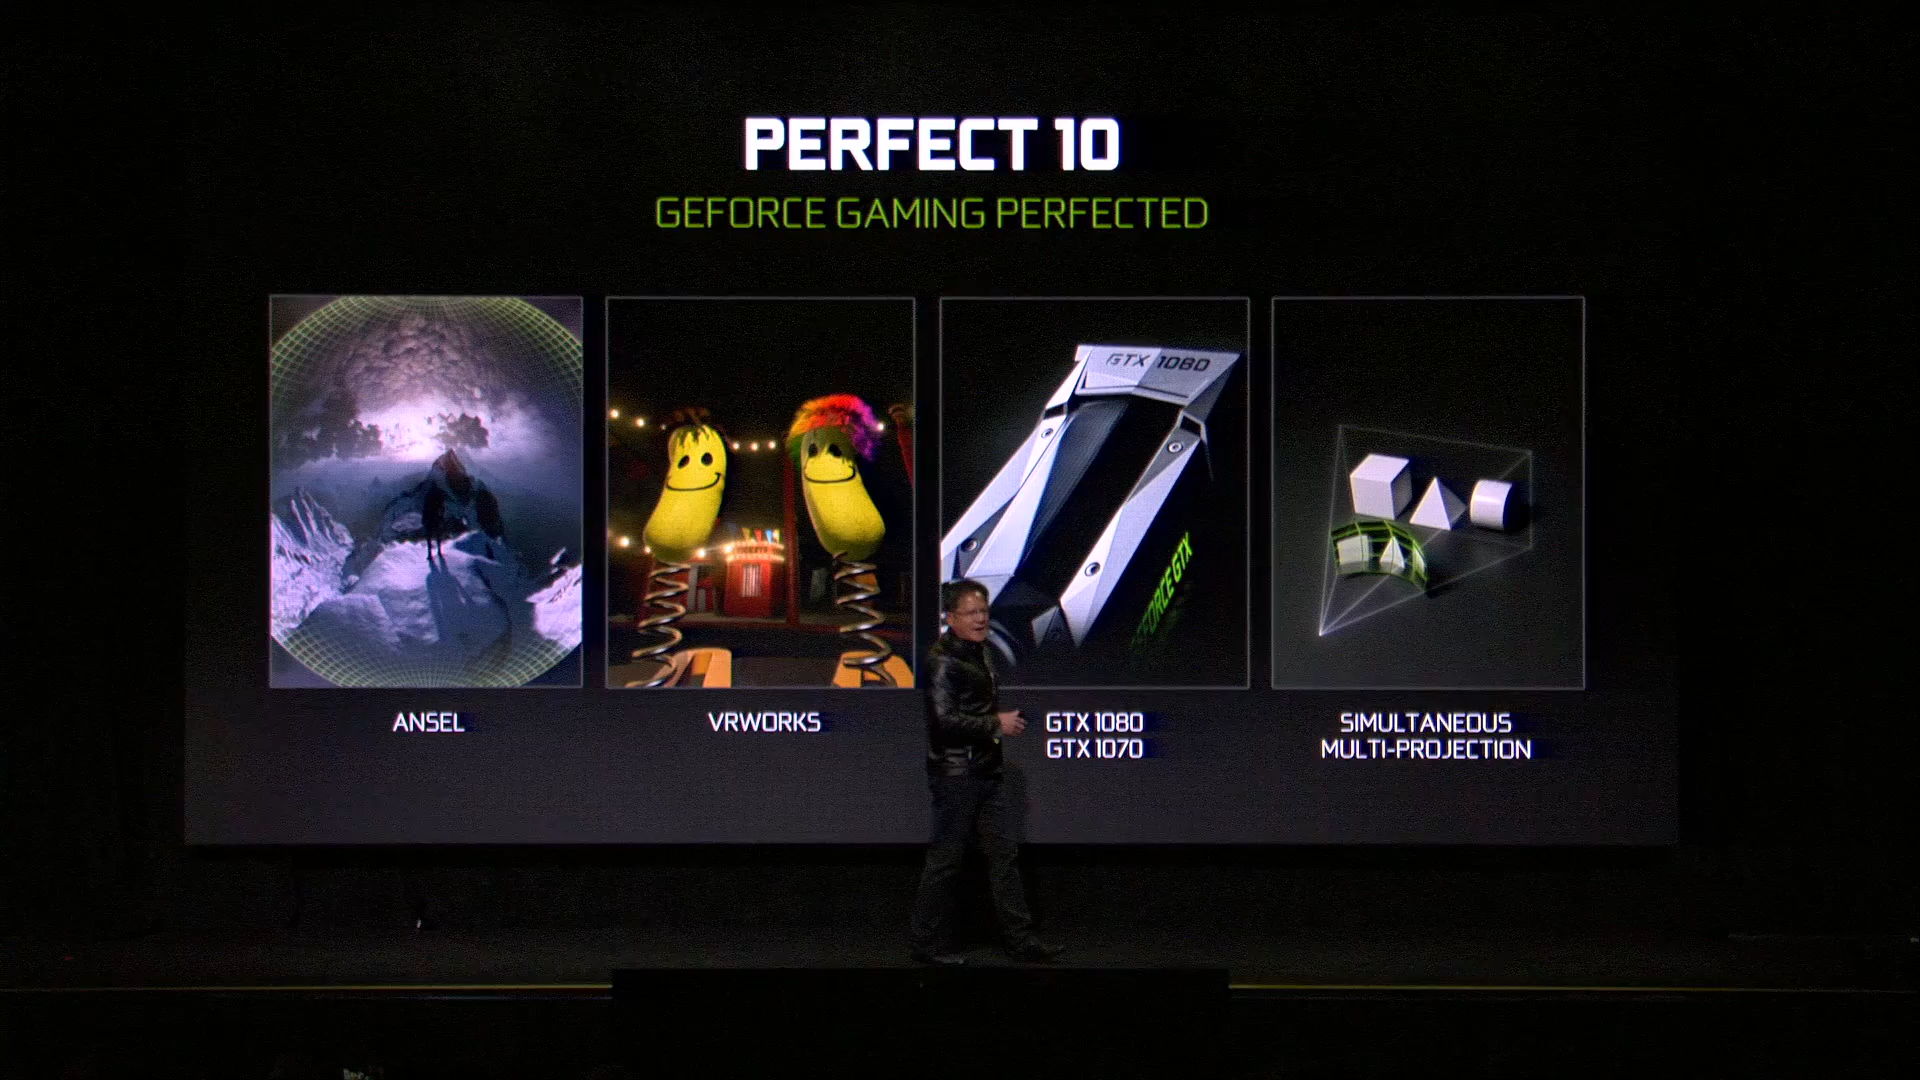 PERFECT 10
GEFORCE GAMING PERFECTED
GTX 1080
GEFORCE GTX
ANSEL
VRWORKS
GTX 1080
GTX 1070
SIMULTANEOUS
MULTI-PROJECTION